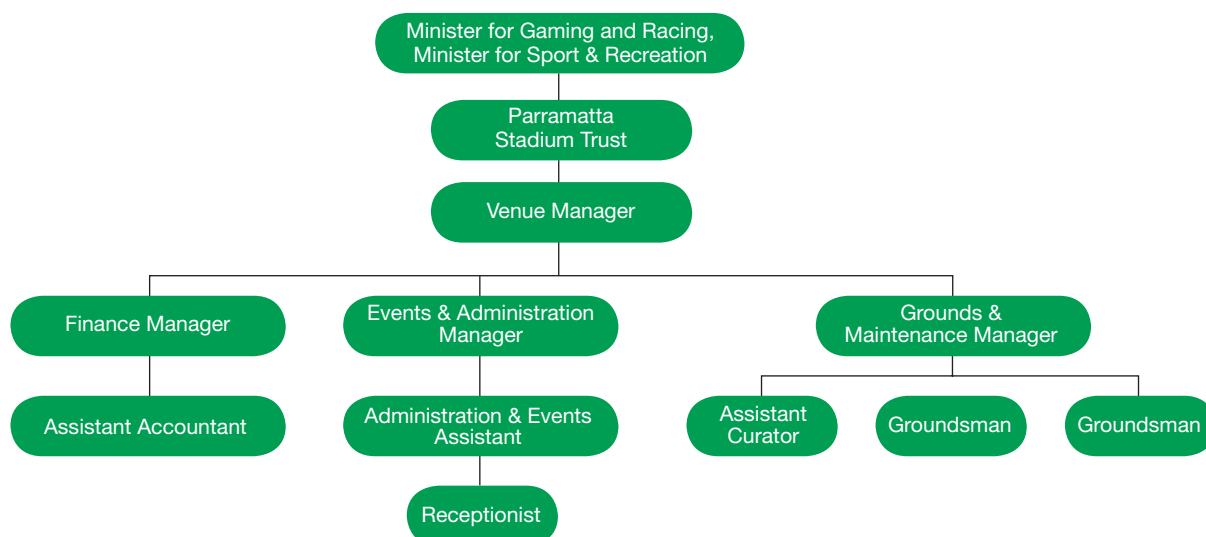 Minister for Gaming and Racing,
Minister for Sport & Recreation
Parramatta
Stadium Trust
Venue Manager
Finance Manager
Events & Administration
Manager
Grounds &
Maintenance Manager
Assistant Accountant
Administration & Events
Assistant
Assistant
Curator
Groundsman
Groundsman
Receptionist